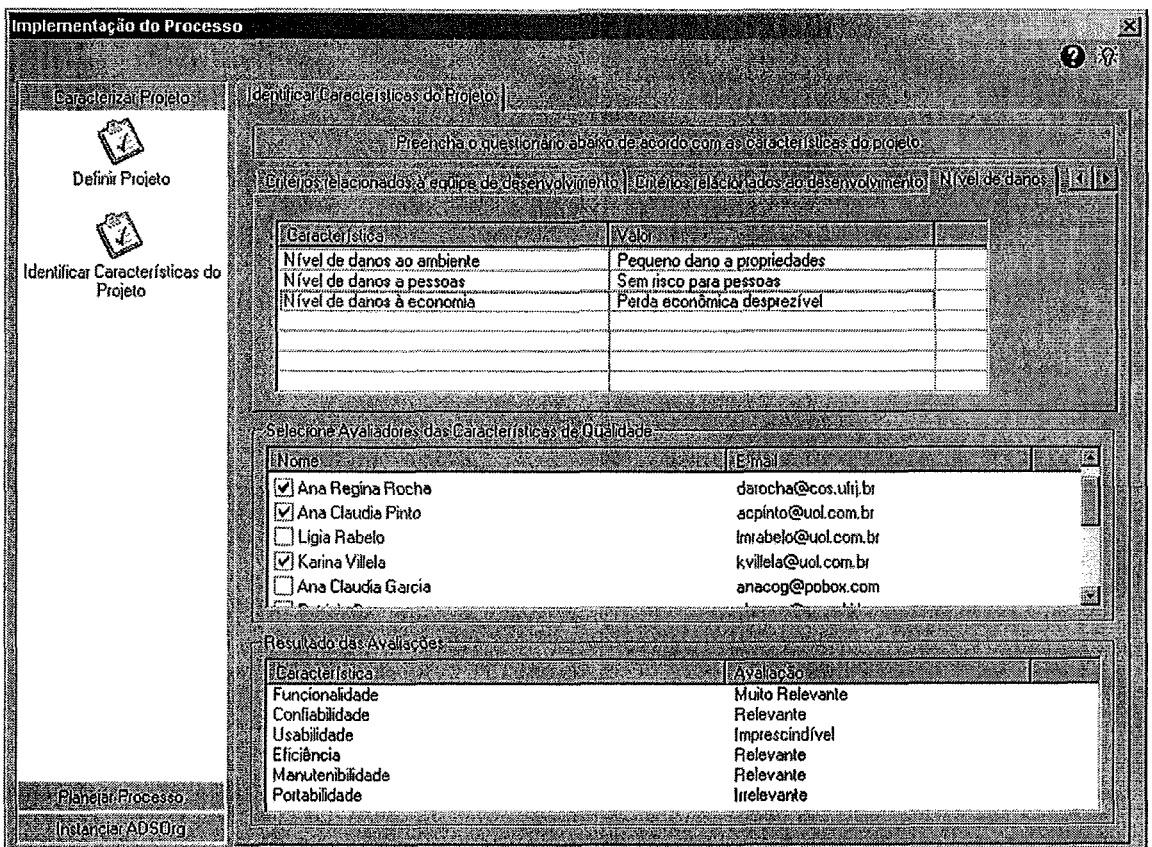 Implementação do Processo
Caracterizar Projeto
Definir Projeto
Identificar Características do
Projeto
Planejar Processo
Instanciar ADSOrg
Identificar Características do Projeto
Preencha o questionário abaixo de acordo com as características do projeto.
Critérios relacionados à equipe de desenvolvimento Critérios relacionados ao desenvolvimento Nível de danos
Característica Valor
Nível de danos ao ambiente Pequeno dano a propriedades
Nível de danos a pessoas Sem risco para pessoas
Nível de danos à economia Perda econômica desprezível
Selecione Avaliadores das Características de Qualidade
Nome E'mail
Ana Regina Rocha darocha@cos.ufrj.br
Ana Claudia Pinto acpinto@uol.com.br
Ligia Rabelo lmrabelo@uol.com.br
Karina Villela kvillela@uol.com.br
Ana Claudia Garcia anacog@pobox.com
Resultado das Avaliações
Característica Avaliação
Funcionalidade Muito Relevante
Confiabilidade Relevante
Usabilidade Imprescindível
Eficiência Relevante
Manutenibilidade Relevante
Portabilidade Irrelevante